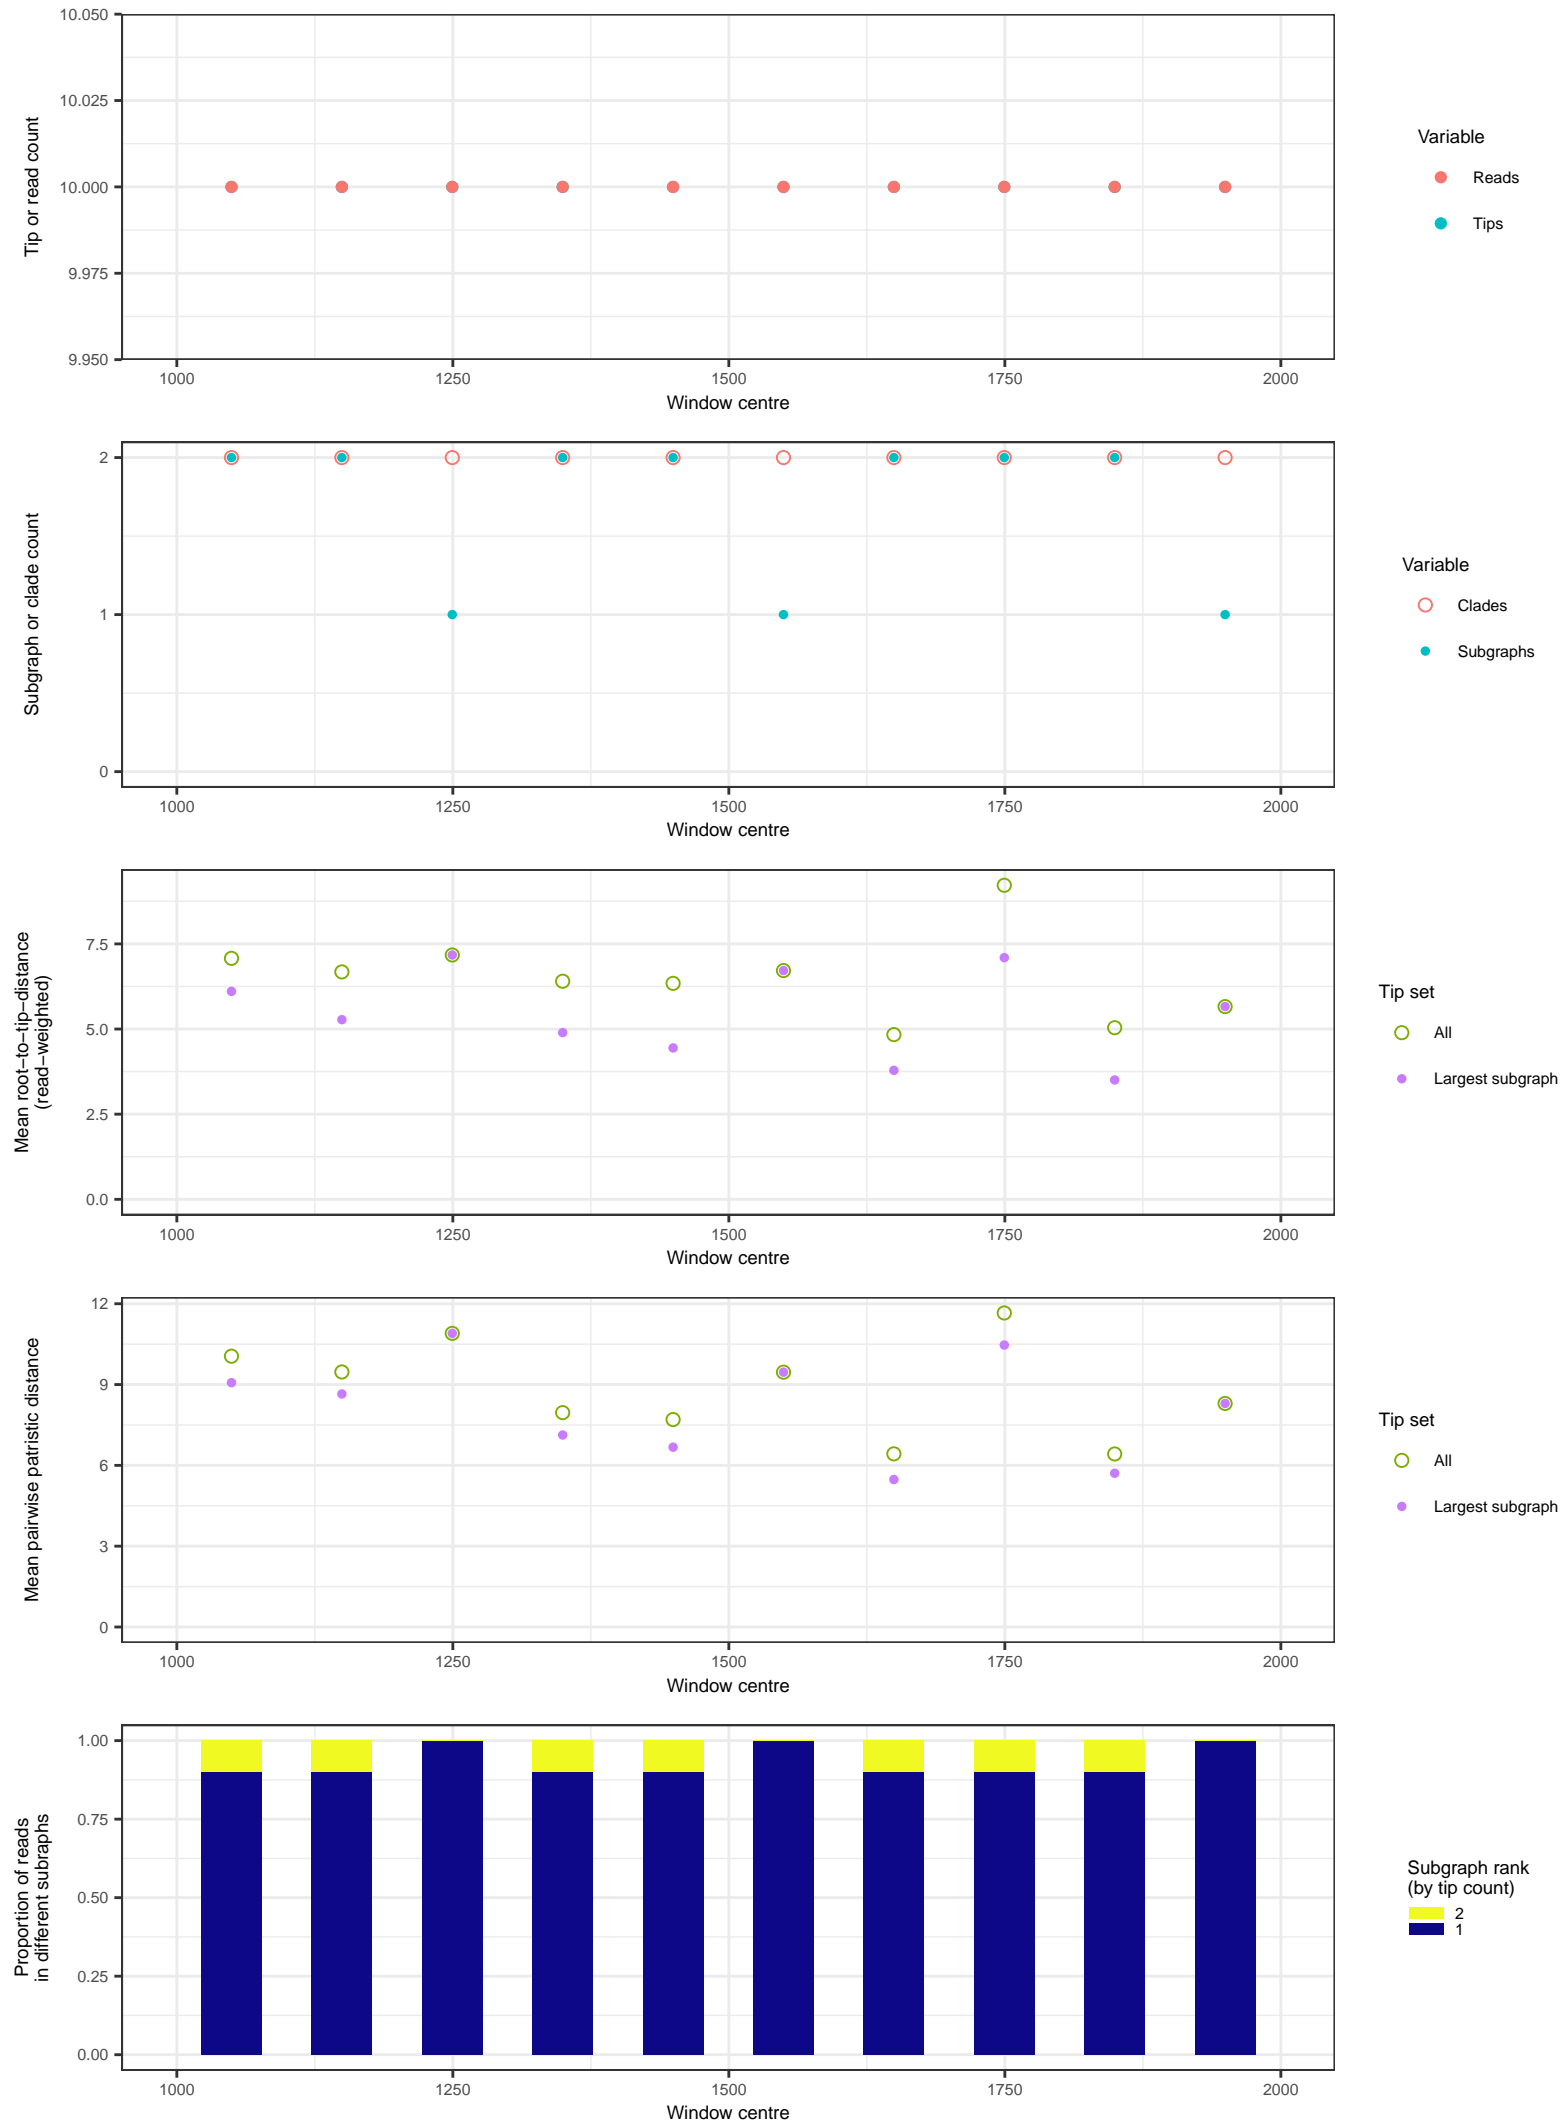 10.050
10.025
10.000
9.975
9.950
Tip or read count
1000 1250 1500 1750 2000
Window centre
Variable
Reads
Tips
2
1
0
Subgraph or clade count
1000 1250 1500 1750 2000
Window centre
Variable
Clades
Subgraphs
7.5
5.0
2.5
0.0
Mean root−to−tip−distance
(read−weighted)
1000 1250 1500 1750 2000
Window centre
Tip set
All
Largest subgraph
12
9
6
3
0
Mean pairwise patristic distance
1000 1250 1500 1750 2000
Window centre
Tip set
All
Largest subgraph
1.00
0.75
0.50
0.25
0.00
Proportion of reads
in different subraphs
1000 1250 1500 1750 2000
Window centre
Subgraph rank
(by tip count)
2
1